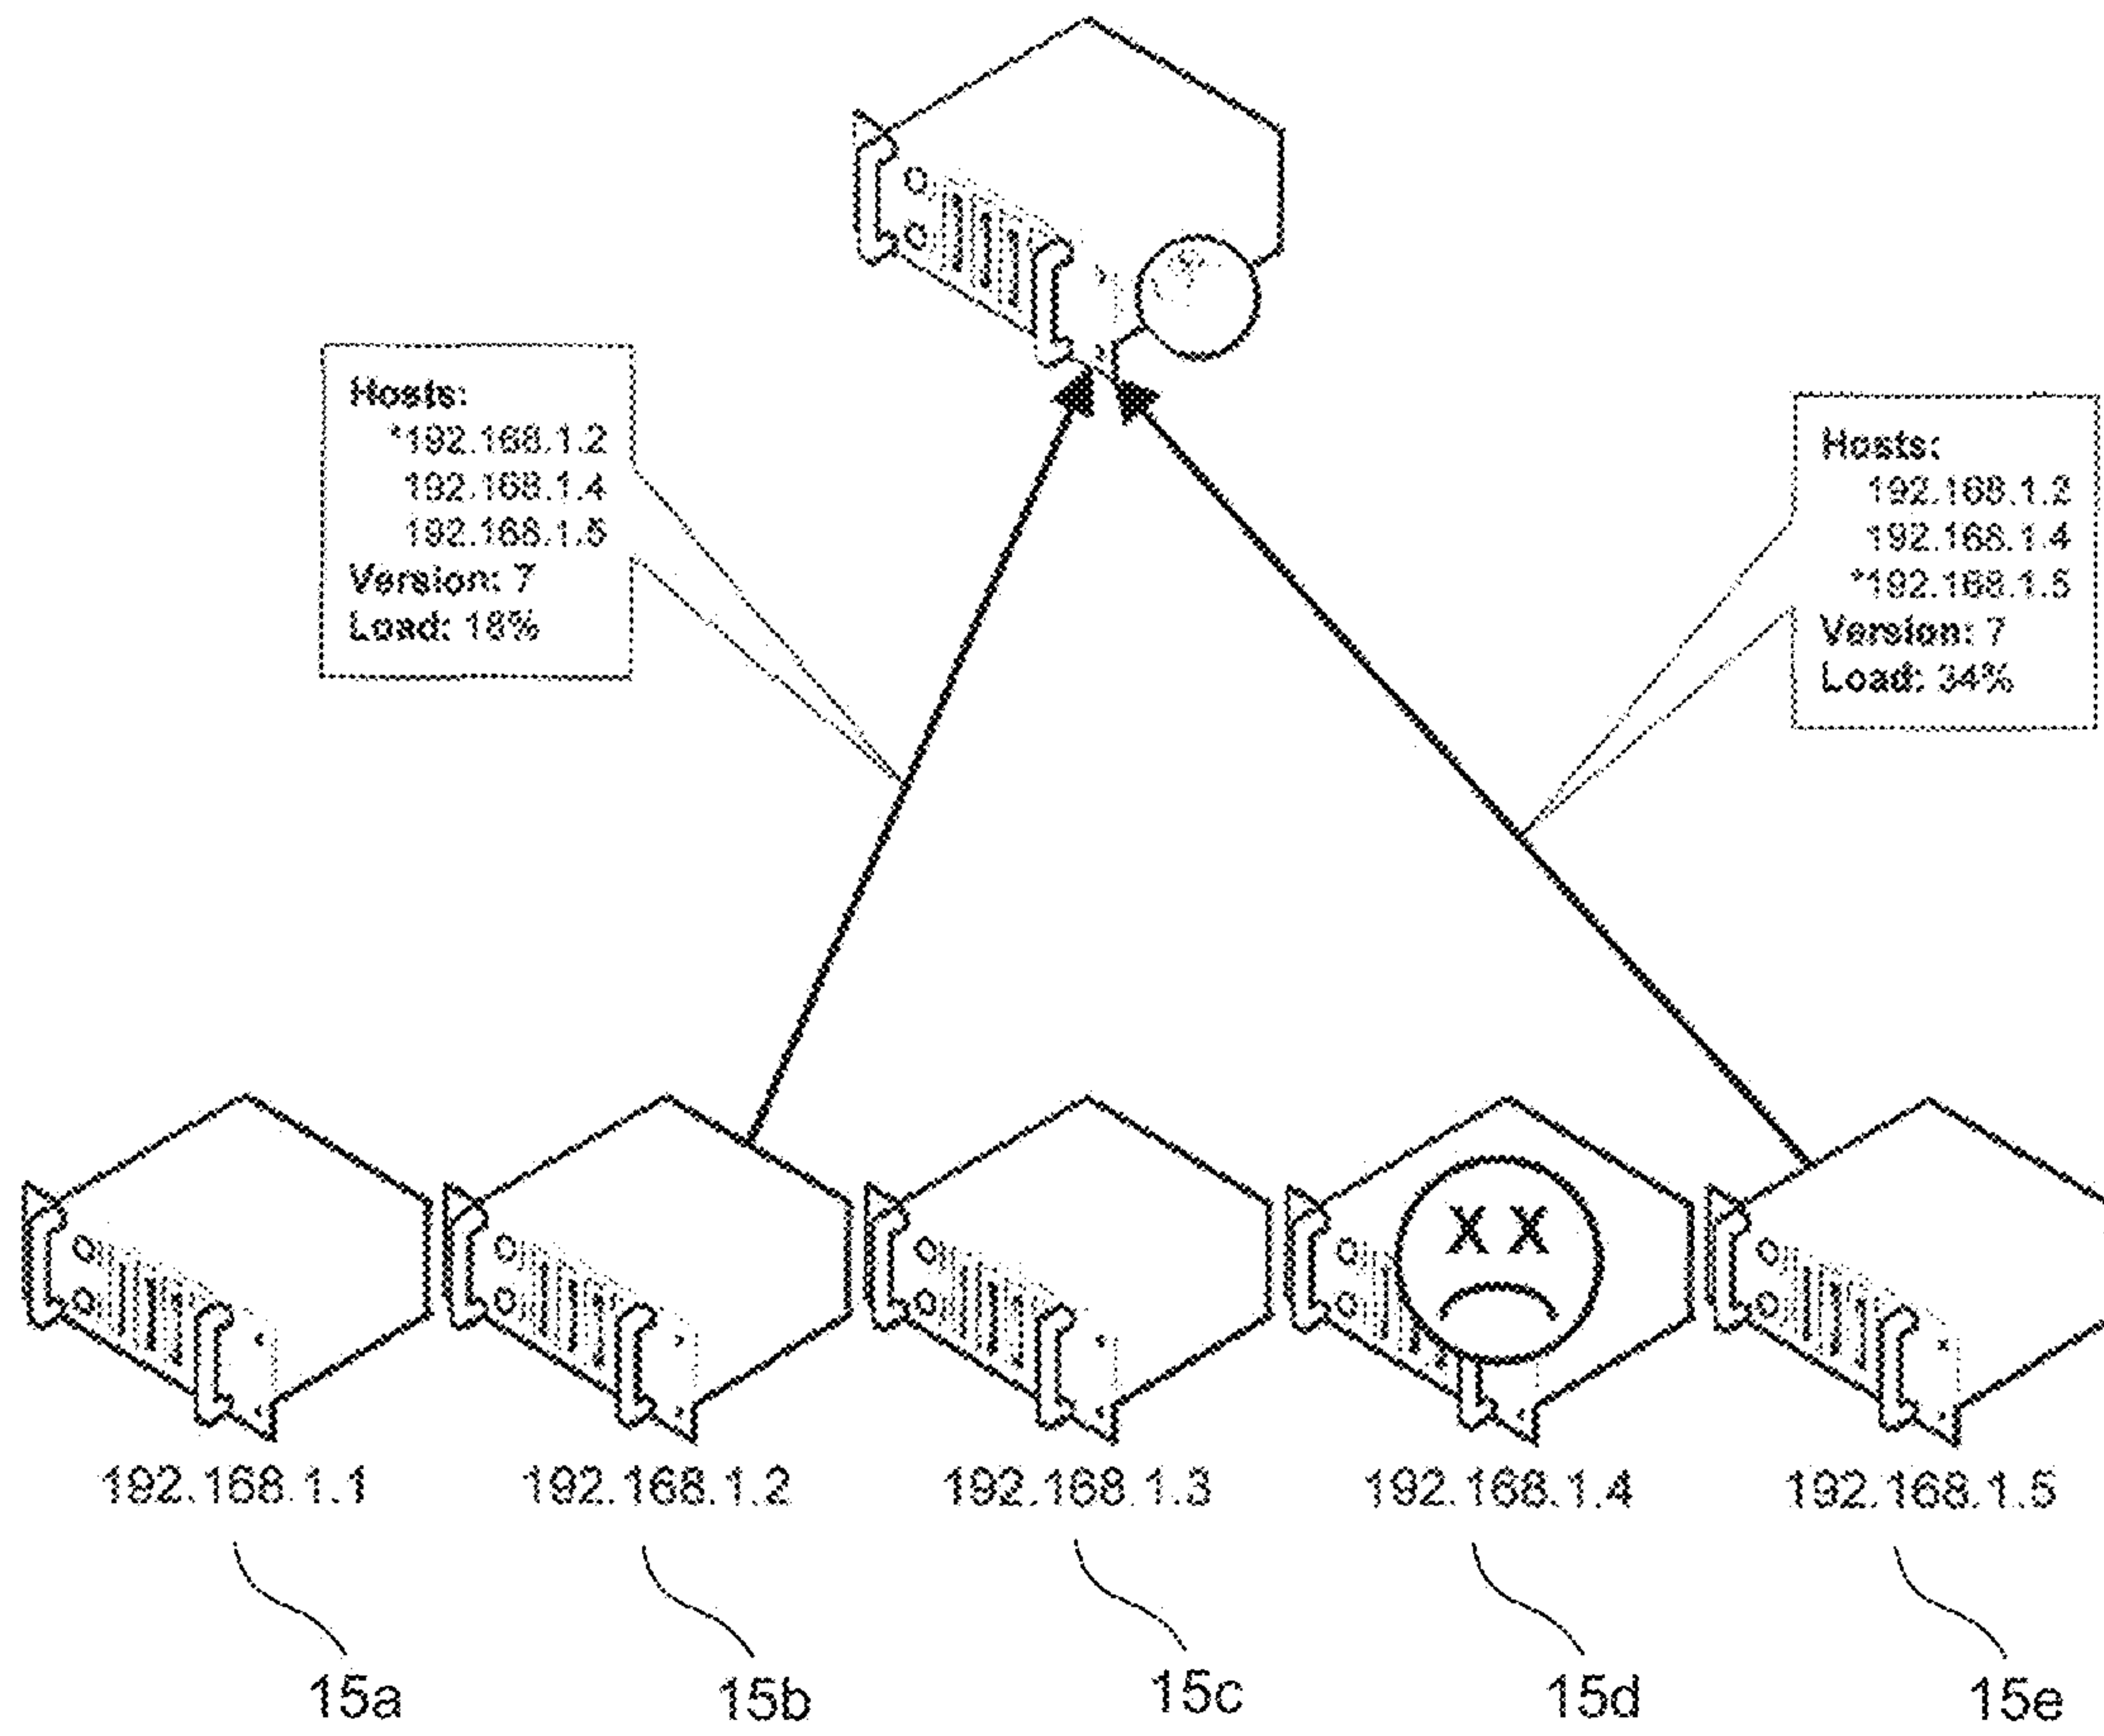 Hosts:
*192.168.1.2
192.168.1.4
192.168.1.5
Version: 7
Load: 18%
Hosts:
192.168.1.2
192.168.1.4
*192.168.1.5
Version: 7
Load: 34%
X X
192.168.1.1
192.168.1.2
192.168.1.3
192.168.1.4
192.168.1.5
15a
15b
15c
15d
15e